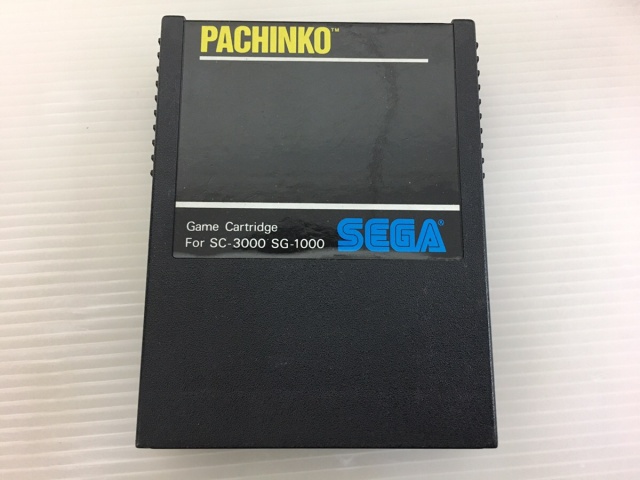 PACHINKO™
Game Cartridge
For SC-3000 SG-1000
SEGA®